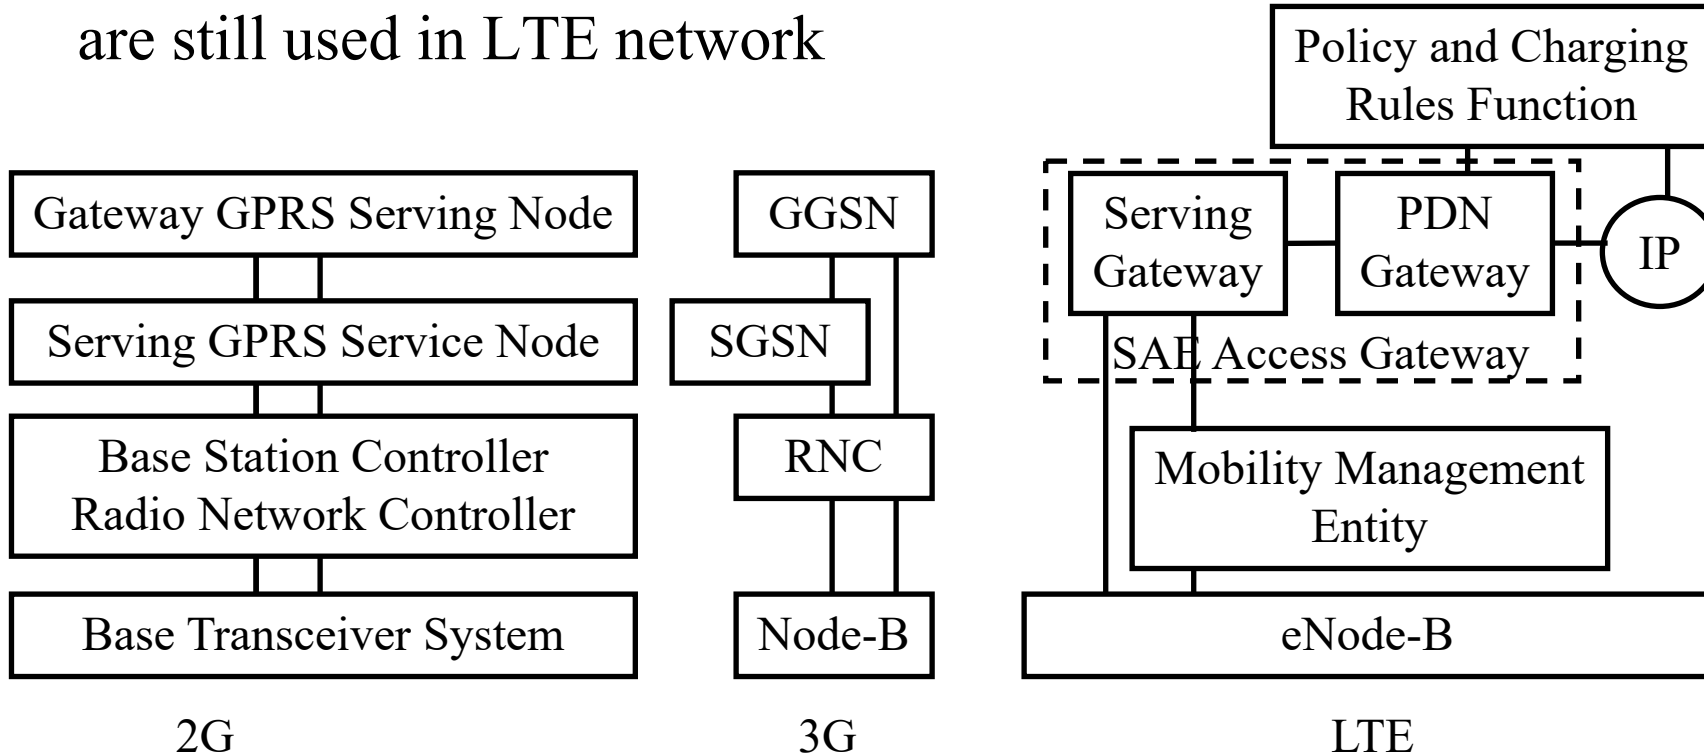 are still used in LTE network
Policy and Charging
Rules Function
Gateway GPRS Serving Node
Serving GPRS Service Node
Base Station Controller
Radio Network Controller
Base Transceiver System
2G
GGSN
SGSN
RNC
Node-B
3G
Serving
Gateway
PDN
Gateway
IP
SAE Access Gateway
Mobility Management
Entity
eNode-B
LTE